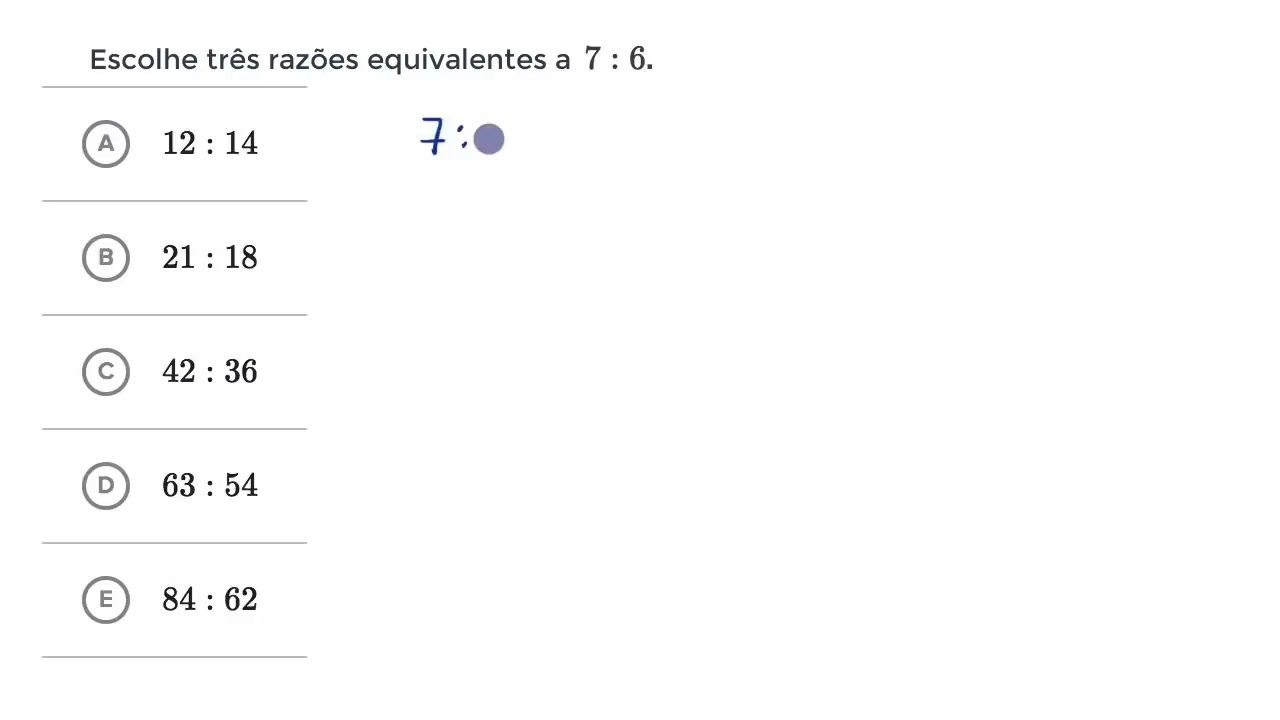 Escolhe três razões equivalentes a 7 : 6.
A 12 : 14
7 :
B 21 : 18
C 42 : 36
D 63 : 54
E 84 : 62